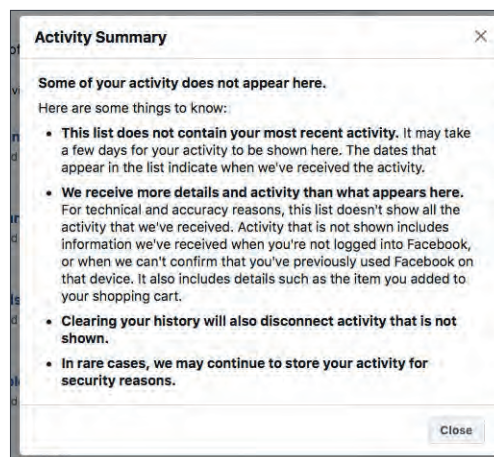 Activity Summary
Some of your activity does not appear here.
Here are some things to know:
• This list does not contain your most recent activity. It may take
a few days for your activity to be shown here. The dates that
appear in the list indicate when we've received the activity.
• We receive more details and activity than what appears here.
For technical and accuracy reasons, this list doesn't show all the
activity that we've received. Activity that is not shown includes
information we've received when you're not logged into Facebook,
or when we can't confirm that you've previously used Facebook on
that device. It also includes details such as the item you added to
your shopping cart.
• Clearing your history will also disconnect activity that is not
shown.
• In rare cases, we may continue to store your activity for
security reasons.
Close